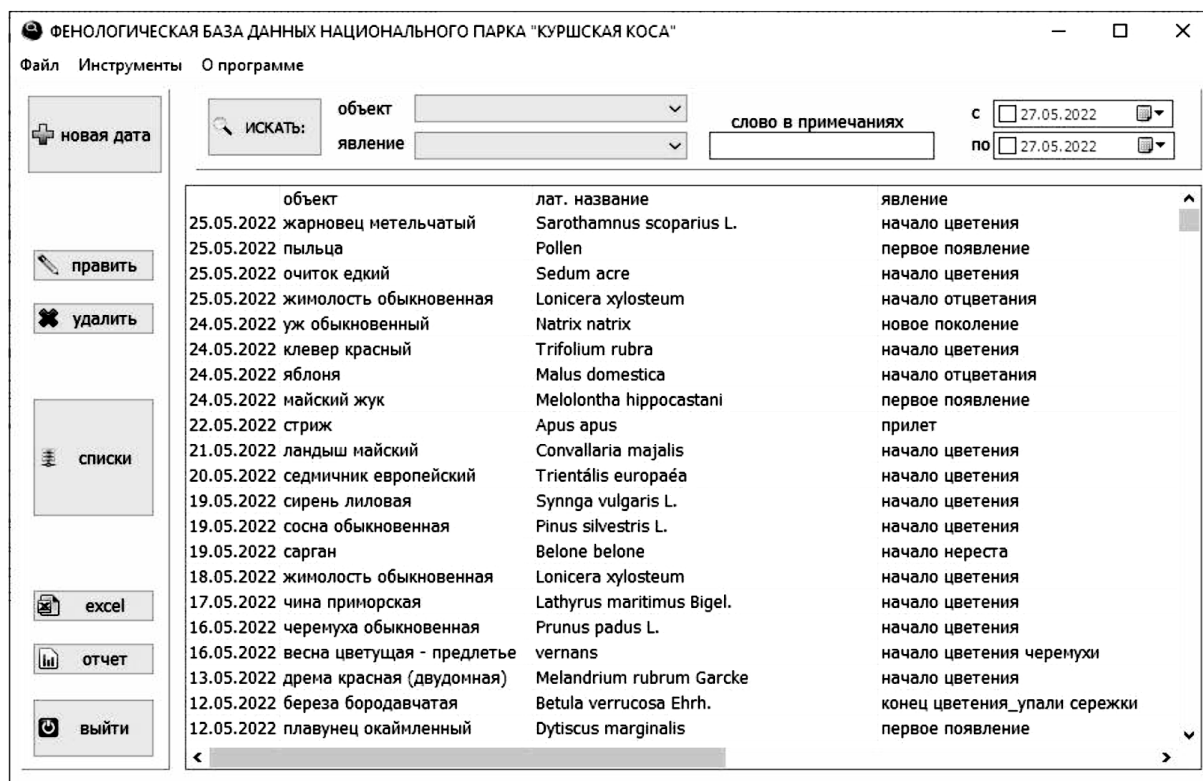 ФЕНОЛОГИЧЕСКАЯ БАЗА ДАННЫХ НАЦИОНАЛЬНОГО ПАРКА "КУРШСКАЯ КОСА"
Файл Инструменты О программе
новая дата
ИСКАТЬ:
объект
явление
слово в примечаниях
с 27.05.2022
по 27.05.2022
править
удалить
списки
excel
отчет
выйти
объект лат. название явление
25.05.2022 жарновец метельчатый Sarothamnus scoparius L. начало цветения
25.05.2022 пыльца Pollen первое появление
25.05.2022 очиток едкий Sedum acre начало цветения
25.05.2022 жимолость обыкновенная Lonicera xylosteum начало отцветания
24.05.2022 уж обыкновенный Natrix natrix новое поколение
24.05.2022 клевер красный Trifolium rubra начало цветения
24.05.2022 яблоня Malus domestica начало отцветания
24.05.2022 майский жук Melolontha hippocastani первое появление
22.05.2022 стриж Apus apus прилет
21.05.2022 ландыш майский Convallaria majalis начало цветения
20.05.2022 седмичник европейский Trientális europaéa начало цветения
19.05.2022 сирень лиловая Synnga vulgaris L. начало цветения
19.05.2022 сосна обыкновенная Pinus silvestris L. начало цветения
19.05.2022 сарган Belone belone начало нереста
18.05.2022 жимолость обыкновенная Lonicera xylosteum начало цветения
17.05.2022 чина приморская Lathyrus maritimus Bigel. начало цветения
16.05.2022 черемуха обыкновенная Prunus padus L. начало цветения
16.05.2022 весна цветущая - предлетье vernans начало цветения черемухи
13.05.2022 дрема красная (двудомная) Melandrium rubrum Garcke начало цветения
12.05.2022 береза бородавчатая Betula verrucosa Ehrh. конец цветения_упали сережки
12.05.2022 плавунец окаймленный Dytiscus marginalis первое появление